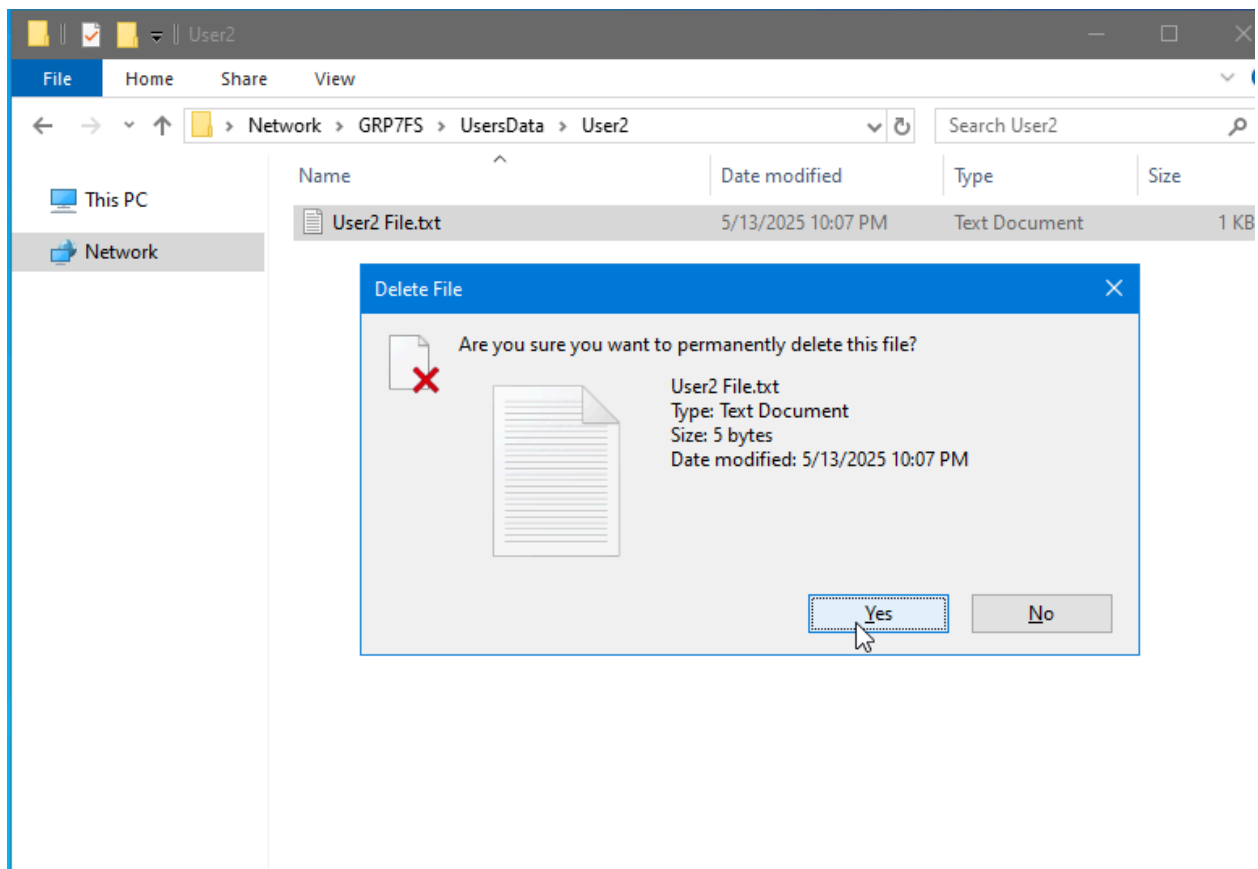 User2
File Home Share View
Network > GRP7FS > UsersData > User2
Search User2
Name Date modified Type Size
This PC
User2 File.txt 5/13/2025 10:07 PM Text Document 1 KB
Network
Delete File
Are you sure you want to permanently delete this file?
User2 File.txt
Type: Text Document
Size: 5 bytes
Date modified: 5/13/2025 10:07 PM
Yes No